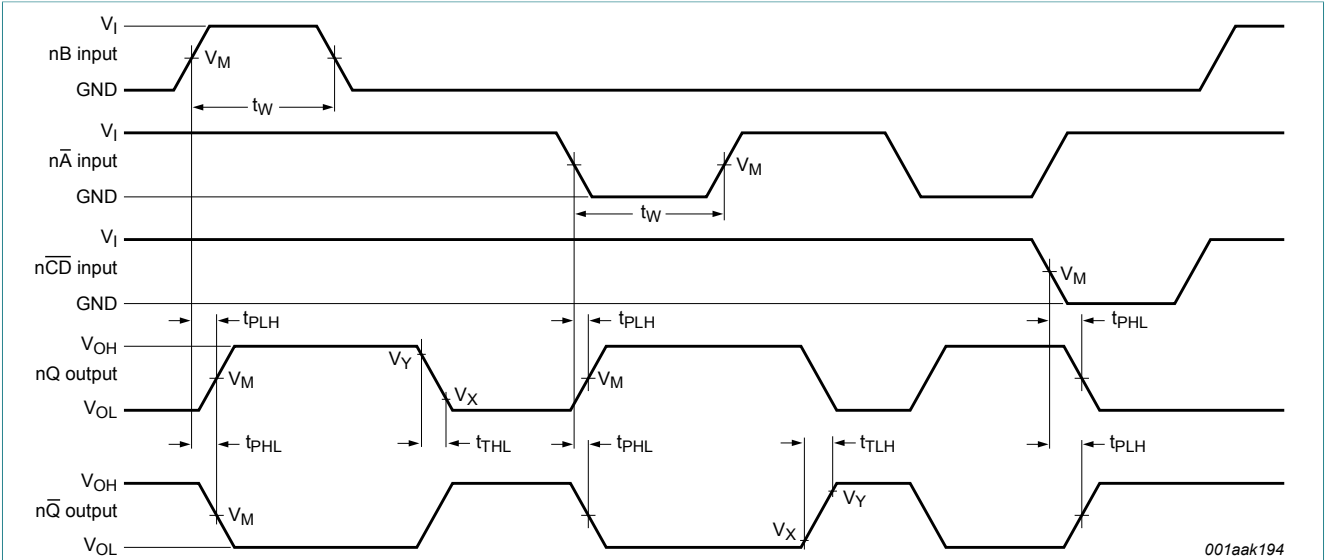 V_I
nB input
V_M
GND
t_W
V_I
nA̅ input
V_M
GND
t_W
V_I
nC̅D̅ input
V_M
GND
t_PLH
t_PLH
t_PHL
V_OH
V_Y
nQ output
V_M
V_X
V_M
V_OL
t_PHL
t_THL
t_PHL
t_TLH
t_PLH
V_OH
nQ̅ output
V_M
V_X
V_Y
V_OL
001aak194